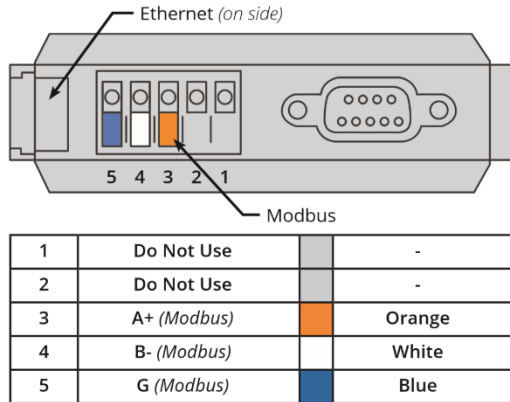 Ethernet (on side)
5 4 3 2 1
Modbus
1 Do Not Use -
2 Do Not Use -
3 A+ (Modbus) Orange
4 B- (Modbus) White
5 G (Modbus) Blue